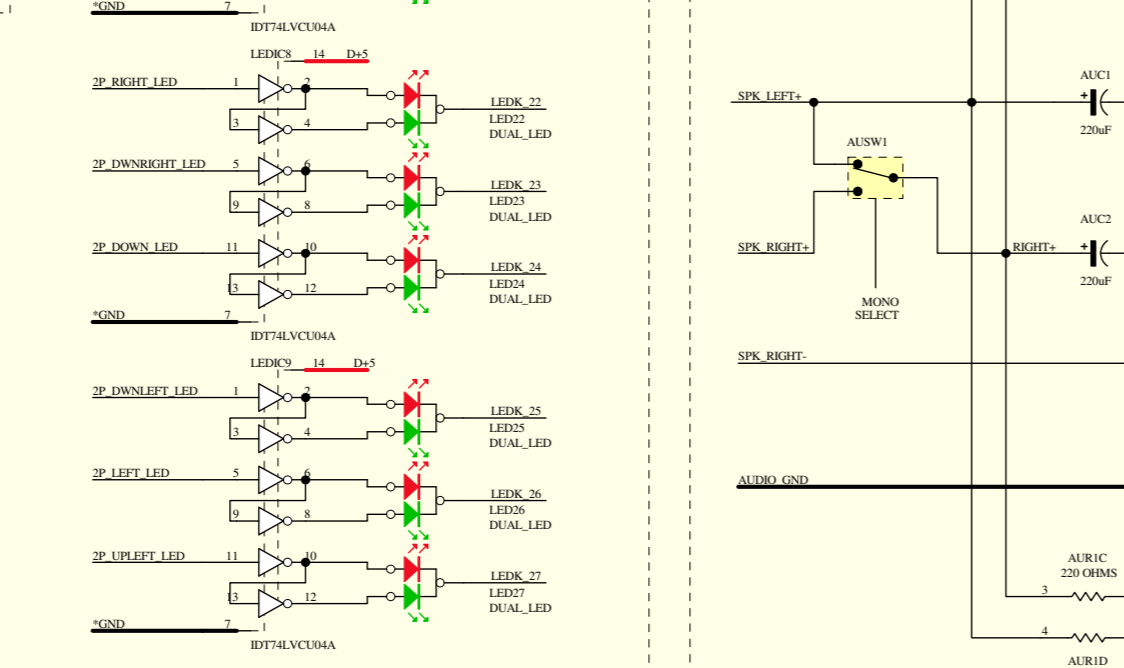 *GND 7
IDT74LVCU04A
LEDIC8 14 D+5
2P_RIGHT_LED 1 2
LEDK_22
3 4 LED22
DUAL_LED
2P_DWNRIGHT_LED 5 6
LEDK_23
9 8 LED23
DUAL_LED
2P_DOWN_LED 11 10
LEDK_24
13 12 LED24
DUAL_LED
*GND 7
IDT74LVCU04A
LEDIC9 14 D+5
2P_DWNLEFT_LED 1 2
LEDK_25
3 4 LED25
DUAL_LED
2P_LEFT_LED 5 6
LEDK_26
9 8 LED26
DUAL_LED
2P_UPLEFT_LED 11 10
LEDK_27
13 12 LED27
DUAL_LED
*GND 7
IDT74LVCU04A
AUC1
SPK_LEFT+ +
220uF
AUSW1
AUC2
SPK_RIGHT+ RIGHT+ +
220uF
MONO
SELECT
SPK_RIGHT-
AUDIO_GND
AUR1C
220 OHMS
3
4
AUR1D